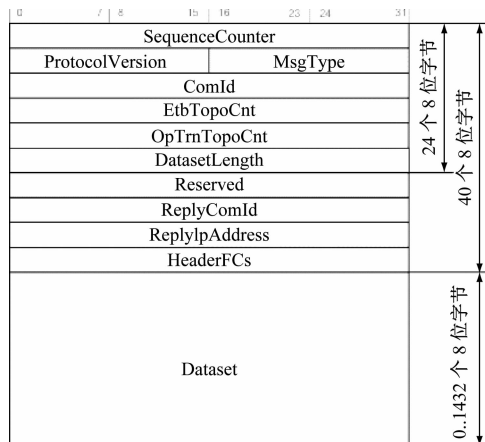 0 7 8 15 16 23 24 31
SequenceCounter
ProtocolVersion MsgType
ComId
EtbTopoCnt
OpTrnTopoCnt
DatasetLength
Reserved
ReplyComId
ReplylpAddress
HeaderFCs
Dataset
24 个 8 位字节
40 个 8 位字节
0..1432 个 8 位字节